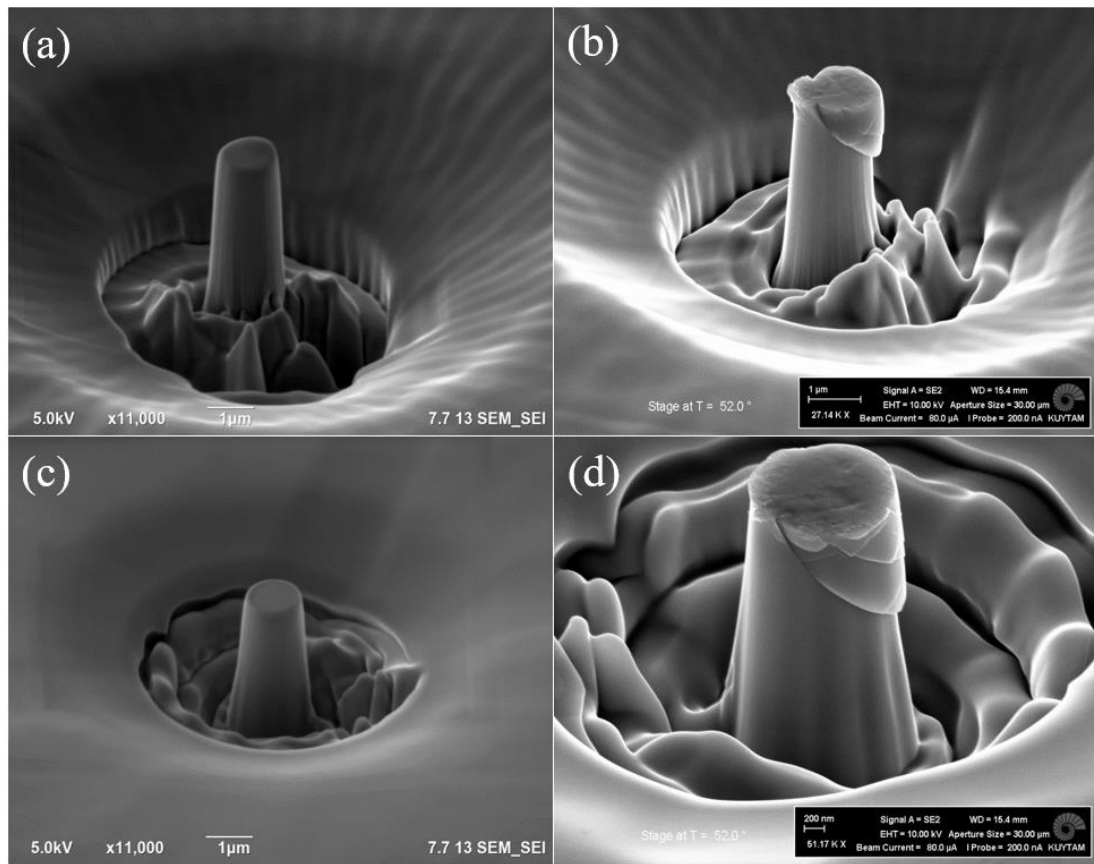 (a)
5.0kV x11,000 1µm 7.7 13 SEM_SEI
(b)
Stage at T = 52.0 °
1 µm Signal A = SE2 WD = 15.4 mm
EHT = 10.00 kV Aperture Size = 30.00 µm
27.14 K X Beam Current = 80.0 µA I Probe = 200.0 nA KUYTAM
(c)
5.0kV x11,000 1µm 7.7 13 SEM_SEI
(d)
Stage at T = 52.0 °
200 nm Signal A = SE2 WD = 15.4 mm
EHT = 10.00 kV Aperture Size = 30.00 µm
51.17 K X Beam Current = 80.0 µA I Probe = 200.0 nA KUYTAM